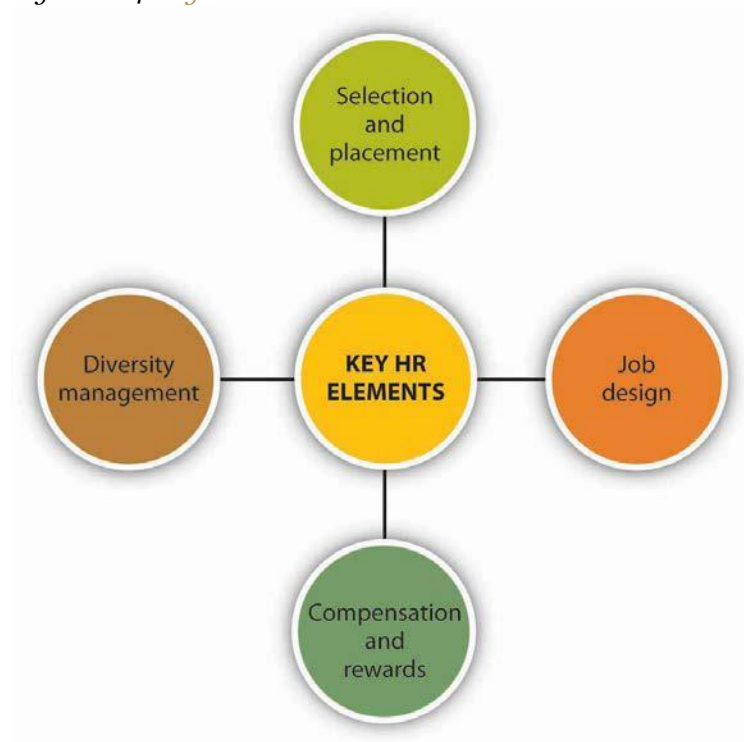 Selection
and
placement
Diversity
management
KEY HR
ELEMENTS
Job
design
Compensation
and
rewards